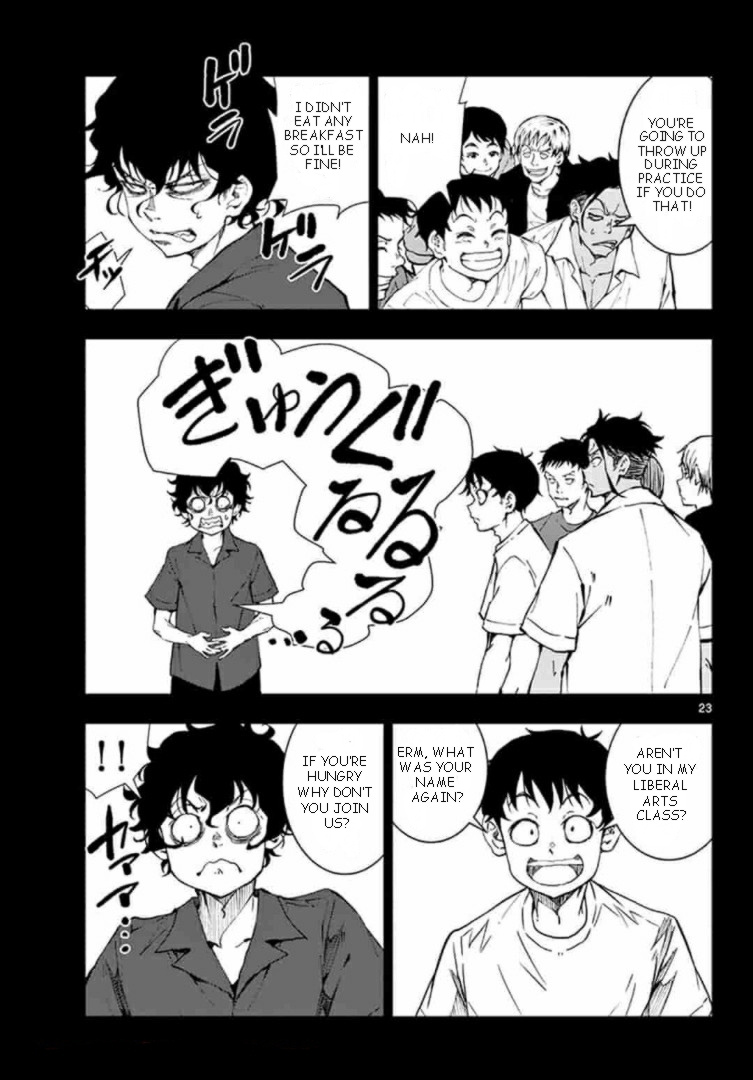 YOU'RE
GOING TO
THROW UP
DURING
PRACTICE
IF YOU DO
THAT!
NAH!
I DIDN'T
EAT ANY
BREAKFAST
SO ILL BE
FINE!
ゲラ
ゲラ
チッ
ぎゅうぐ
るるる
...る
23
AREN'T
YOU IN MY
LIBERAL
ARTS
CLASS?
ERM, WHAT
WAS YOUR
NAME
AGAIN?
IF YOU'RE
HUNGRY
WHY DON'T
YOU JOIN
US?
!!
カァァ...